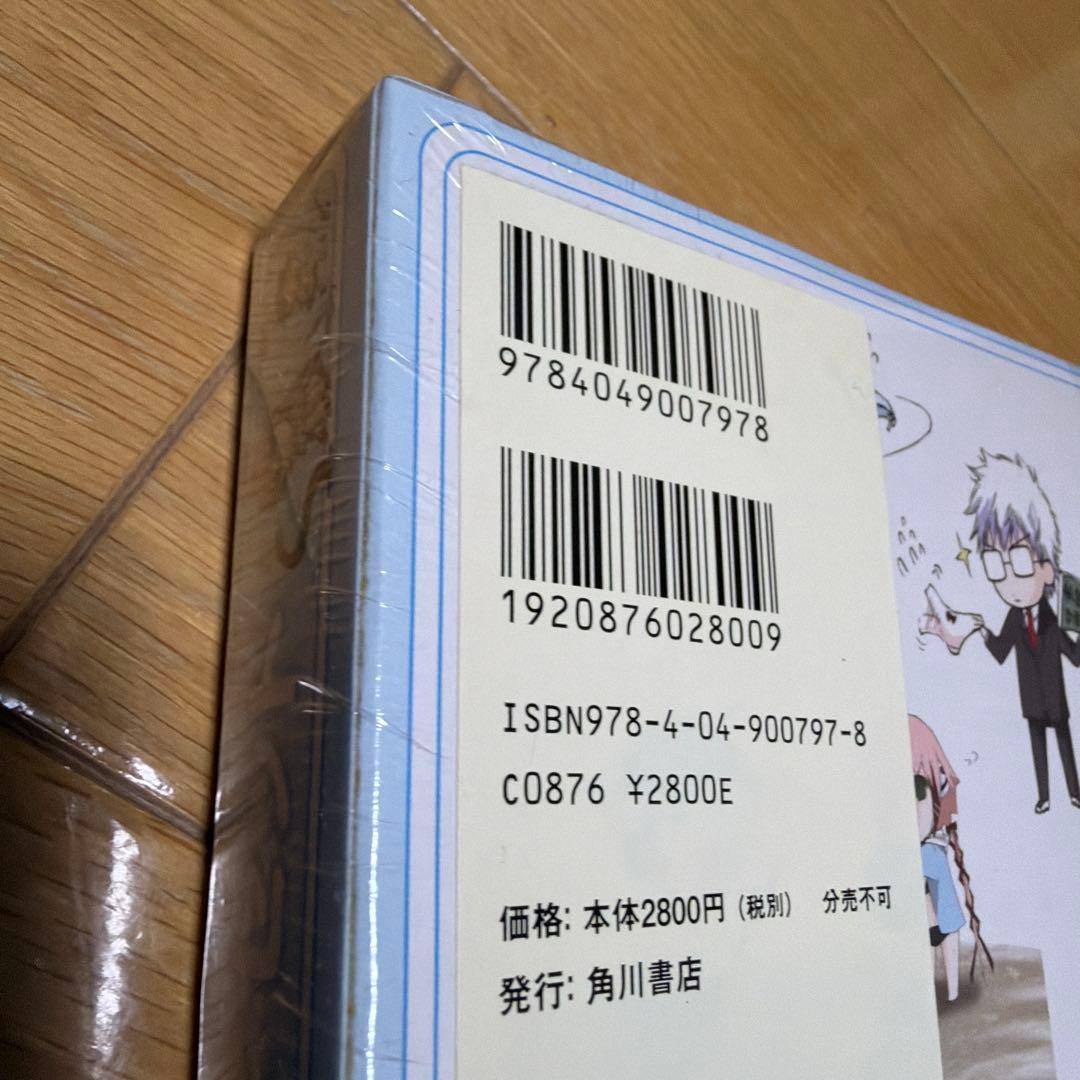 9784049007978
1920876028009
ISBN978-4-04-900797-8
C0876 ¥2800E
価格: 本体2800円（税別） 分売不可
発行: 角川書店